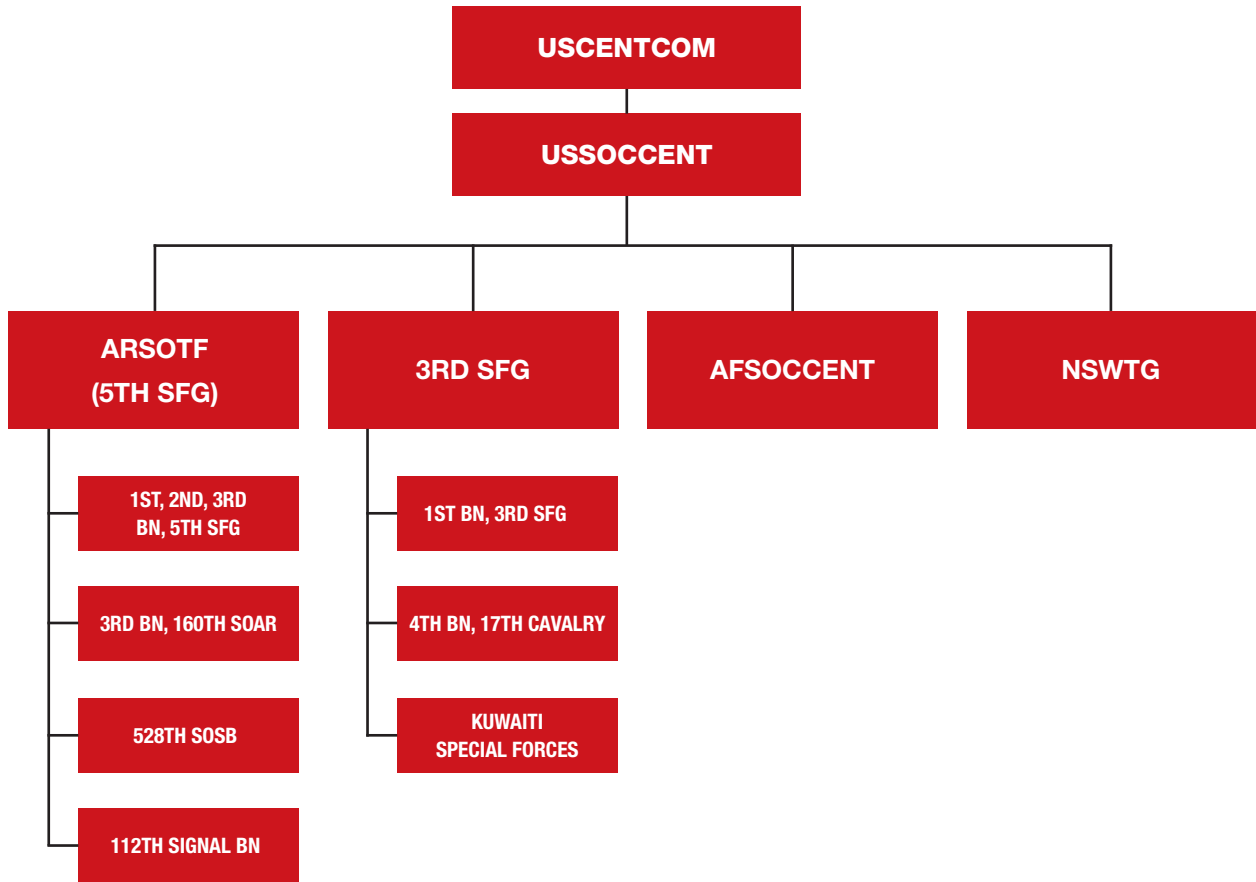 USCENTCOM
USSOCCENT
ARSOTF
(5TH SFG)
3RD SFG
AFSOCCENT
NSWTG
1ST, 2ND, 3RD
BN, 5TH SFG
3RD BN, 160TH SOAR
528TH SOSB
112TH SIGNAL BN
1ST BN, 3RD SFG
4TH BN, 17TH CAVALRY
KUWAITI
SPECIAL FORCES